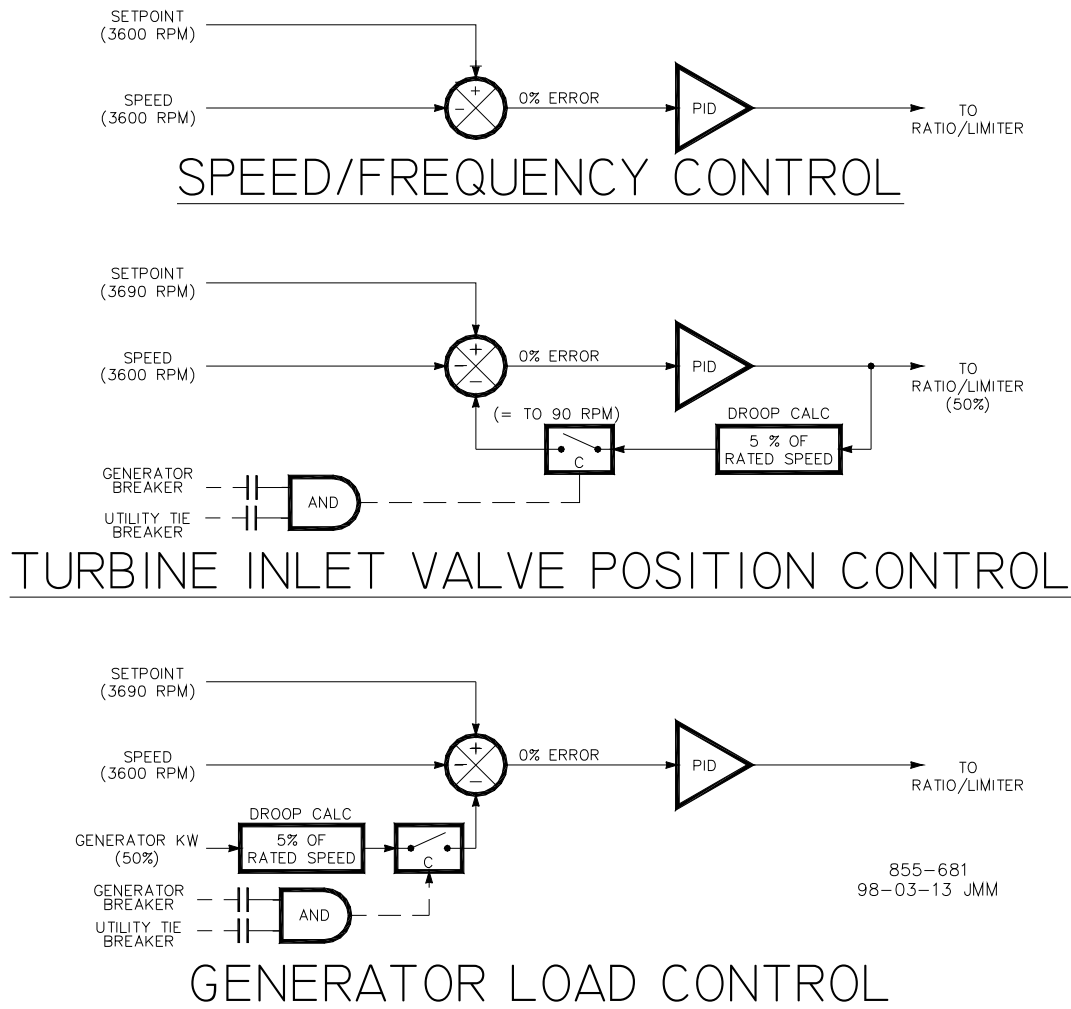 SETPOINT
(3600 RPM)
+
SPEED
(3600 RPM)
-
0% ERROR
PID
TO
RATIO/LIMITER
SPEED/FREQUENCY CONTROL
SETPOINT
(3690 RPM)
+
SPEED
(3600 RPM)
-
-
0% ERROR
PID
TO
RATIO/LIMITER
(50%)
(= TO 90 RPM)
DROOP CALC
5 % OF
RATED SPEED
C
GENERATOR
BREAKER
AND
UTILITY TIE
BREAKER
TURBINE INLET VALVE POSITION CONTROL
SETPOINT
(3690 RPM)
+
SPEED
(3600 RPM)
-
-
0% ERROR
PID
TO
RATIO/LIMITER
DROOP CALC
GENERATOR KW
(50%)
5% OF
RATED SPEED
C
GENERATOR
BREAKER
AND
UTILITY TIE
BREAKER
855-681
98-03-13 JMM
GENERATOR LOAD CONTROL